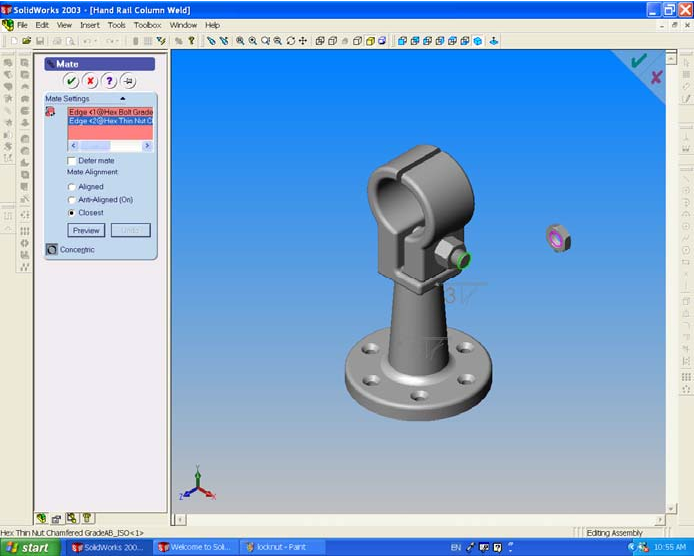 SolidWorks 2003 - [Hand Rail Column Weld]
File Edit View Insert Tools Toolbox Window Help
Mate
Mate Settings
Edge <1@Hex Bolt Grade
Edge <2@Hex Thin Nut C
Defer mate
Mate Alignment:
Aligned
Anti-Aligned (On)
Closest
Preview Undo
Concentric
3
Y
Z X
Hex Thin Nut Chamfered GradeAB_ISO<1>
Editing Assembly
start
SolidWorks 200...
Welcome to Soli...
locknut - Paint
EN
10:55 AM